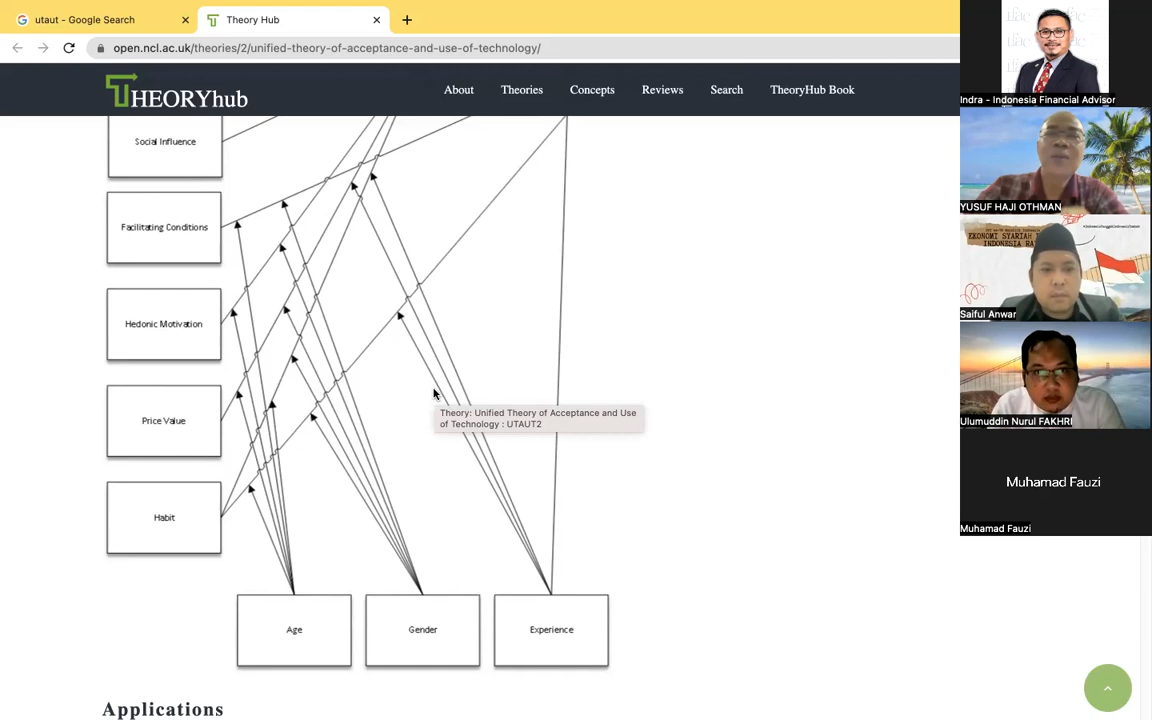 utaut - Google Search
Theory Hub
open.ncl.ac.uk/theories/2/unified-theory-of-acceptance-and-use-of-technology/
THEORYhub
About
Theories
Concepts
Reviews
Search
TheoryHub Book
Social Influence
Facilitating Conditions
Hedonic Motivation
Price Value
Habit
Theory: Unified Theory of Acceptance and Use
of Technology : UTAUT2
Age
Gender
Experience
Applications
Indra - Indonesia Financial Advisor
YUSUF HAJI OTHMAN
EKONOMI SYARIAH
INDONESIA
Saiful Anwar
Ulumuddin Nurul FAKHRI
Muhamad Fauzi
Muhamad Fauzi